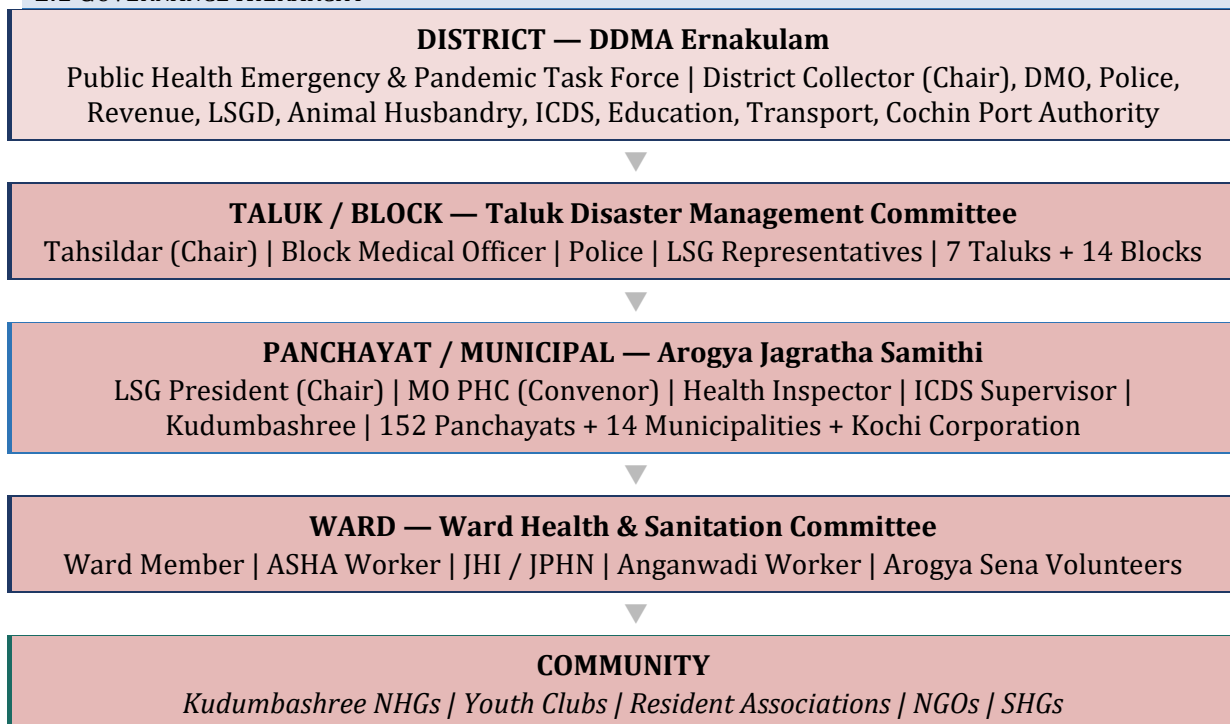 DISTRICT — DDMA Ernakulam
Public Health Emergency & Pandemic Task Force | District Collector (Chair), DMO, Police,
Revenue, LSGD, Animal Husbandry, ICDS, Education, Transport, Cochin Port Authority
TALUK / BLOCK — Taluk Disaster Management Committee
Tahsildar (Chair) | Block Medical Officer | Police | LSG Representatives | 7 Taluks + 14 Blocks
PANCHAYAT / MUNICIPAL — Arogya Jagratha Samithi
LSG President (Chair) | MO PHC (Convenor) | Health Inspector | ICDS Supervisor |
Kudumbashree | 152 Panchayats + 14 Municipalities + Kochi Corporation
WARD — Ward Health & Sanitation Committee
Ward Member | ASHA Worker | JHI / JPHN | Anganwadi Worker | Arogya Sena Volunteers
COMMUNITY
Kudumbashree NHGs | Youth Clubs | Resident Associations | NGOs | SHGs